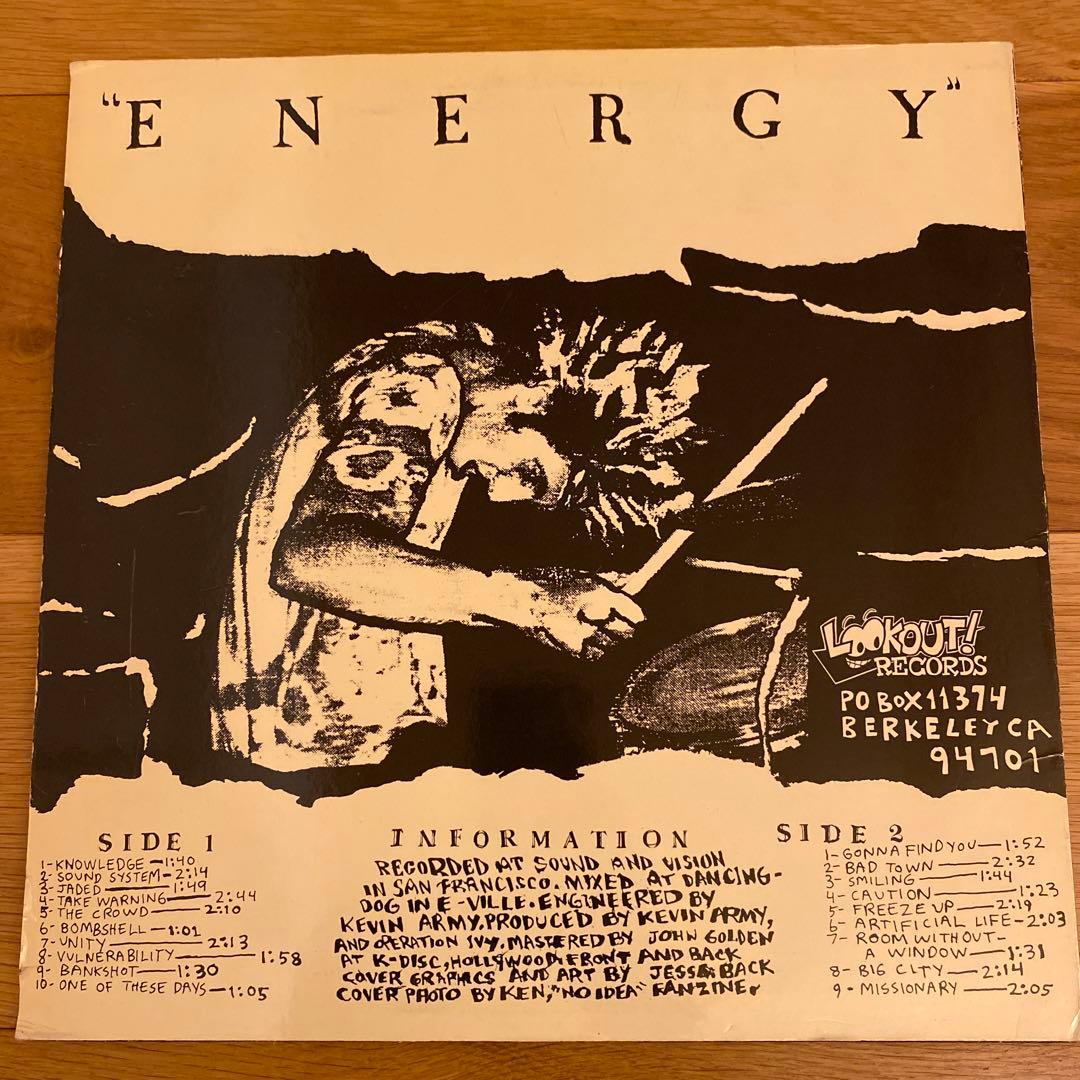 "ENERGY"
LOOKOUT!
RECORDS
PO BOX 11374
BERKELEY CA
94701
SIDE 1
1-KNOWLEDGE-1:40
2-SOUND SYSTEM-2:14
3-JADED-1:49
4-TAKE WARNING-2:44
5-THE CROWD-2:10
6-BOMBSHELL-1:01
7-UNITY-2:13
8-VULNERABILITY-1:58
9-BANKSHOT-1:30
10-ONE OF THESE DAYS-1:05
INFORMATION
RECORDED AT SOUND AND VISION
IN SAN FRANCISCO. MIXED AT DANCING-
DOG IN E-VILLE. ENGINEERED BY
KEVIN ARMY. PRODUCED BY KEVIN ARMY,
AND OPERATION IVY. MASTERED BY JOHN GOLDEN
AT K-DISC, HOLLYWOOD. FRONT AND BACK
COVER GRAPHICS AND ART BY JESSE. BACK
COVER PHOTO BY KEN, "NO IDEA" FANZINE.
SIDE 2
1-GONNA FIND YOU-1:52
2-BAD TOWN-2:32
3-SMILING-1:44
4-CAUTION-1:23
5-FREEZE UP-2:19
6-ARTIFICIAL LIFE-2:03
7-ROOM WITHOUT-
A WINDOW-1:31
8-BIG CITY-2:14
9-MISSIONARY-2:05